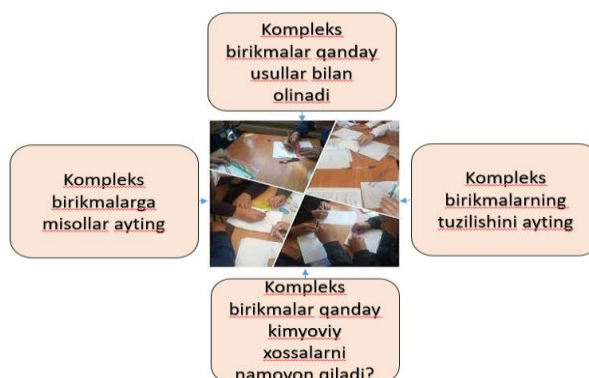 Kompleks
birikmalar qanday
usullar bilan
olinadi
Kompleks
birikmalarga
misollar ayting
Kompleks
birikmalarning
tuzilishini ayting
Kompleks
birikmalar qanday
kimyoviy
xossalarni
namoyon qiladi?